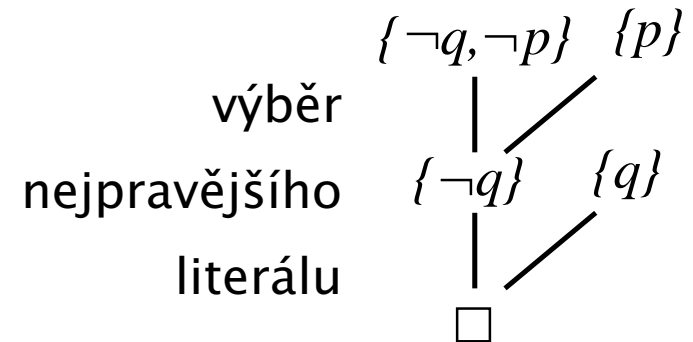 {¬q,¬p} {p}
výběr
nejpravějšího {¬q} {q}
literálu
□